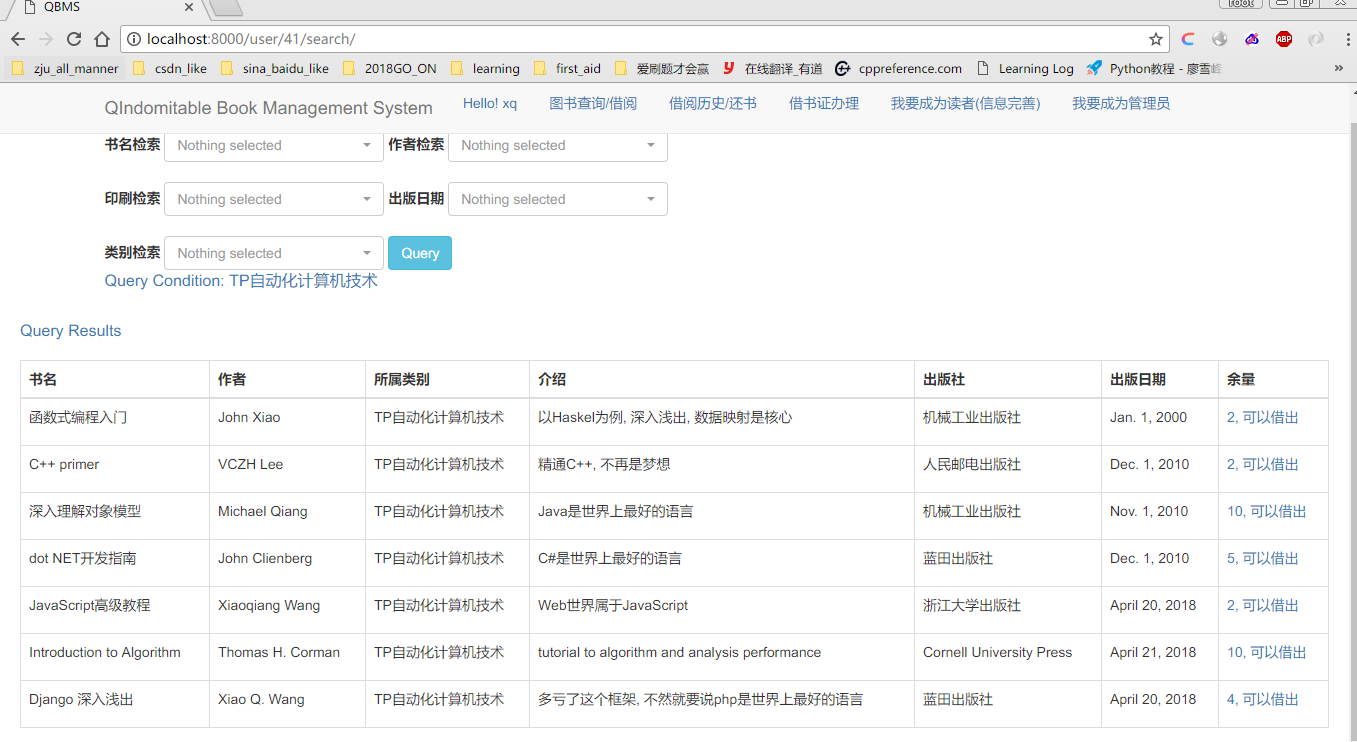 QBMS
localhost:8000/user/41/search/
zju_all_manner csdn_like sina_baidu_like 2018GO_ON learning first_aid 爱刷题才会赢 在线翻译_有道 cppreference.com Learning Log Python教程 - 廖雪峰
QIndomitable Book Management System Hello! xq 图书查询/借阅 借阅历史/还书 借书证办理 我要成为读者(信息完善) 我要成为管理员
书名检索 Nothing selected 作者检索 Nothing selected
印刷检索 Nothing selected 出版日期 Nothing selected
类别检索 Nothing selected Query
Query Condition: TP自动化计算机技术
Query Results
书名 作者 所属类别 介绍 出版社 出版日期 余量
函数式编程入门 John Xiao TP自动化计算机技术 以Haskel为例, 深入浅出, 数据映射是核心 机械工业出版社 Jan. 1, 2000 2, 可以借出
C++ primer VCZH Lee TP自动化计算机技术 精通C++, 不再是梦想 人民邮电出版社 Dec. 1, 2010 2, 可以借出
深入理解对象模型 Michael Qiang TP自动化计算机技术 Java是世界上最好的语言 机械工业出版社 Nov. 1, 2010 10, 可以借出
dot NET开发指南 John Clienberg TP自动化计算机技术 C#是世界上最好的语言 蓝田出版社 Dec. 1, 2010 5, 可以借出
JavaScript高级教程 Xiaoqiang Wang TP自动化计算机技术 Web世界属于JavaScript 浙江大学出版社 April 20, 2018 2, 可以借出
Introduction to Algorithm Thomas H. Corman TP自动化计算机技术 tutorial to algorithm and analysis performance Cornell University Press April 21, 2018 10, 可以借出
Django 深入浅出 Xiao Q. Wang TP自动化计算机技术 多亏了这个框架, 不然就要说php是世界上最好的语言 蓝田出版社 April 20, 2018 4, 可以借出